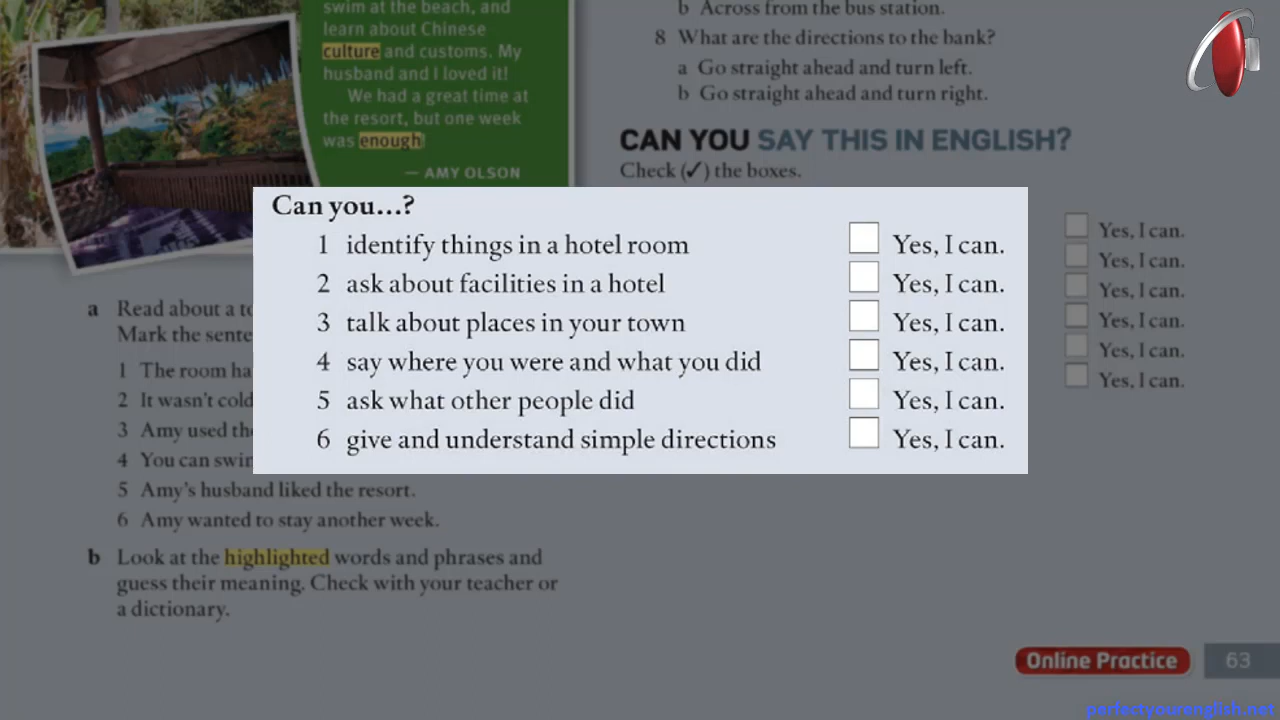 swim at the beach, and
learn about Chinese
culture and customs. My
husband and I loved it!
We had a great time at
the resort, but one week
was enough!
— AMY OLSON
b Across from the bus station.
8 What are the directions to the bank?
a Go straight ahead and turn left.
b Go straight ahead and turn right.
CAN YOU SAY THIS IN ENGLISH?
Check (✓) the boxes.
Can you...?
1 identify things in a hotel room Yes, I can.
2 ask about facilities in a hotel Yes, I can.
3 talk about places in your town Yes, I can.
4 say where you were and what you did Yes, I can.
5 ask what other people did Yes, I can.
6 give and understand simple directions Yes, I can.
Yes, I can.
Yes, I can.
Yes, I can.
Yes, I can.
Yes, I can.
Yes, I can.
a Read about a
Mark the
1 The room
2 It wasn't
3 Amy used
4 You can
5 Amy's husband liked the resort.
6 Amy wanted to stay another week.
b Look at the highlighted words and phrases and
guess their meaning. Check with your teacher or
a dictionary.
Online Practice 63
perfectyourenglish.net